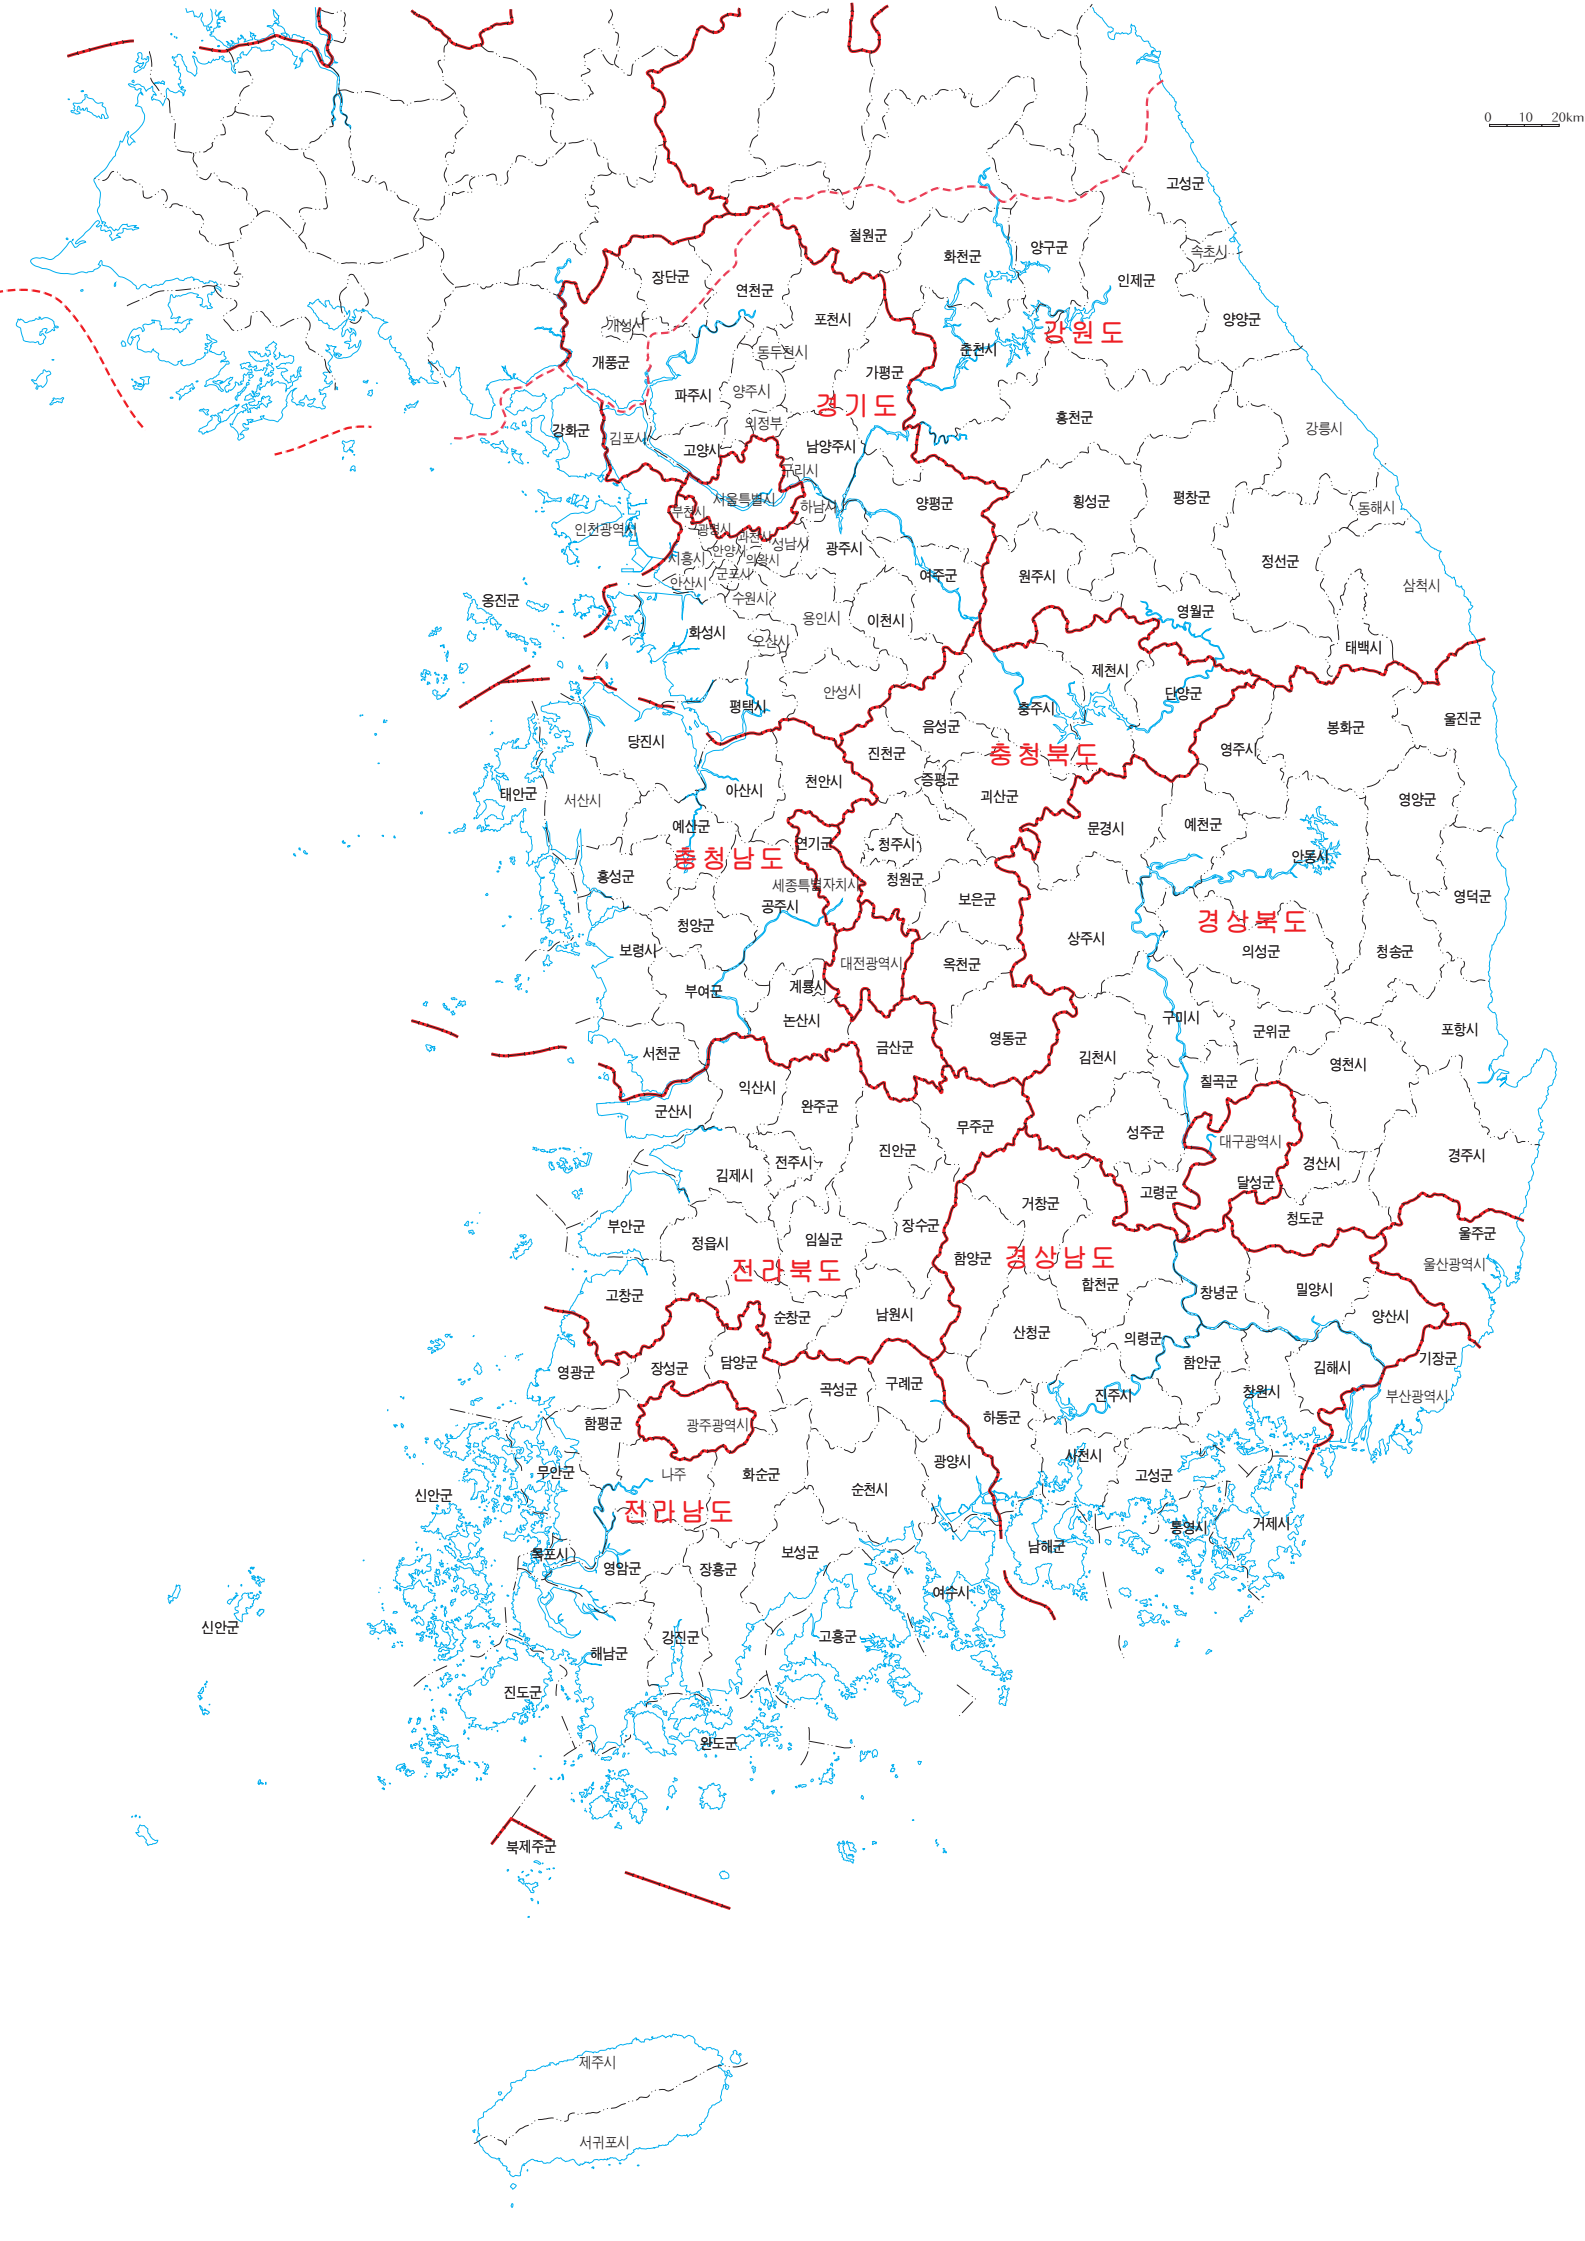 0 10 20km
고성군
철원군
화천군
양구군
속초시
인제군
장단군
연천군
포천시
양양군
개성시
강원도
춘천시
동두천시
개풍군
가평군
파주시
양주시
경기도
홍천군
강릉시
의정부
강화군
김포시
고양시
남양주시
구리시
서울특별시
하남시
양평군
횡성군
평창군
동해시
부천시
인천광역시
광명시
과천시
성남시
광주시
안양시
의왕시
시흥시
군포시
안산시
여주군
원주시
정선군
삼척시
옹진군
수원시
용인시
이천시
영월군
화성시
오산시
태백시
제천시
안성시
단양군
평택시
충주시
음성군
봉화군
울진군
당진시
진천군
충청북도
영주시
증평군
아산시
천안시
괴산군
태안군
서산시
영양군
예산군
문경시
예천군
연기군
청주시
충청남도
안동시
홍성군
세종특별자치시
청원군
보은군
영덕군
공주시
청양군
경상북도
상주시
보령시
의성군
청송군
대전광역시
옥천군
부여군
계룡시
논산시
구미시
군위군
포항시
서천군
금산군
영동군
김천시
영천시
칠곡군
익산시
군산시
완주군
무주군
성주군
대구광역시
진안군
전주시
경산시
경주시
김제시
고령군
달성군
거창군
청도군
부안군
장수군
정읍시
임실군
울주군
함양군
경상남도
울산광역시
전라북도
합천군
고창군
창녕군
밀양시
순창군
남원시
양산시
산청군
의령군
영광군
장성군
담양군
함안군
김해시
기장군
곡성군
구례군
진주시
창원시
부산광역시
함평군
광주광역시
하동군
사천시
광양시
무안군
나주
화순군
고성군
신안군
순천시
전라남도
통영시
거제시
남해군
목포시
보성군
영암군
장흥군
여수시
신안군
강진군
고흥군
해남군
진도군
완도군
북제주군
제주시
서귀포시